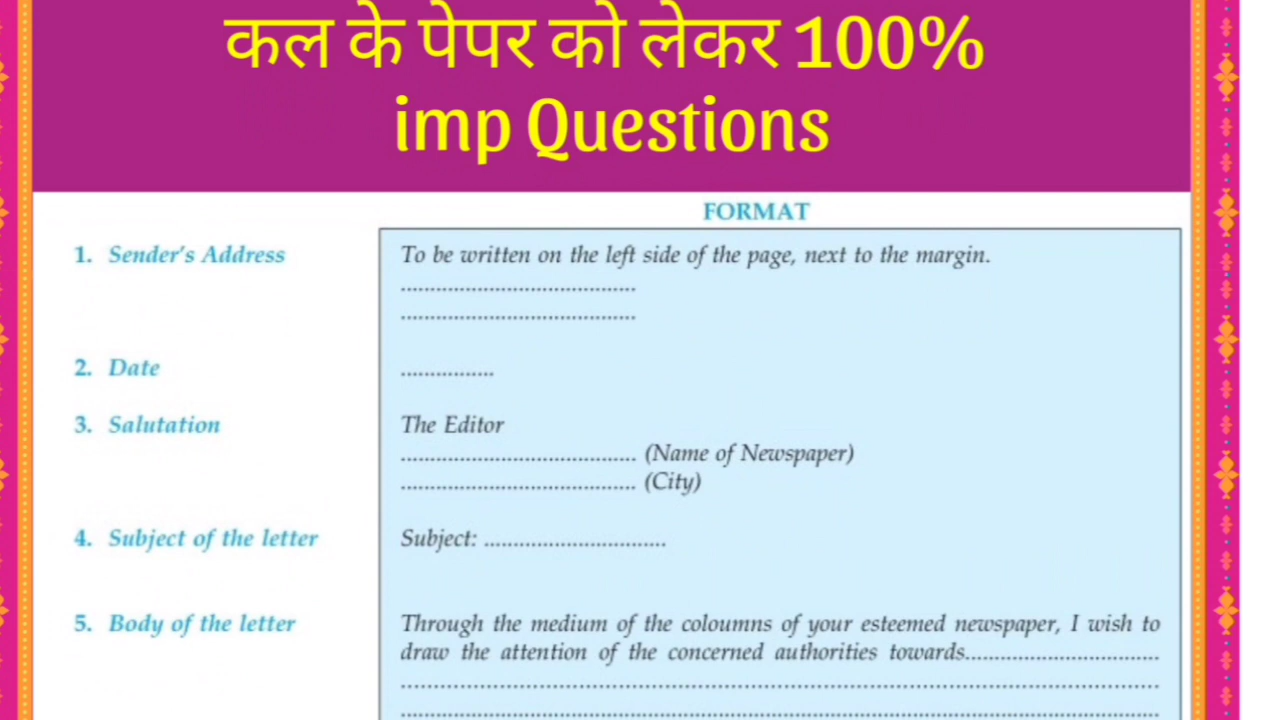 कल के पेपर को लेकर 100%
imp Questions
FORMAT
1. Sender's Address
To be written on the left side of the page, next to the margin.
..........................................
..........................................
2. Date
................
3. Salutation
The Editor
.......................................... (Name of Newspaper)
.......................................... (City)
4. Subject of the letter
Subject: ................................
5. Body of the letter
Through the medium of the coloumns of your esteemed newspaper, I wish to
draw the attention of the concerned authorities towards..................................
........................................................................................................................................
........................................................................................................................................